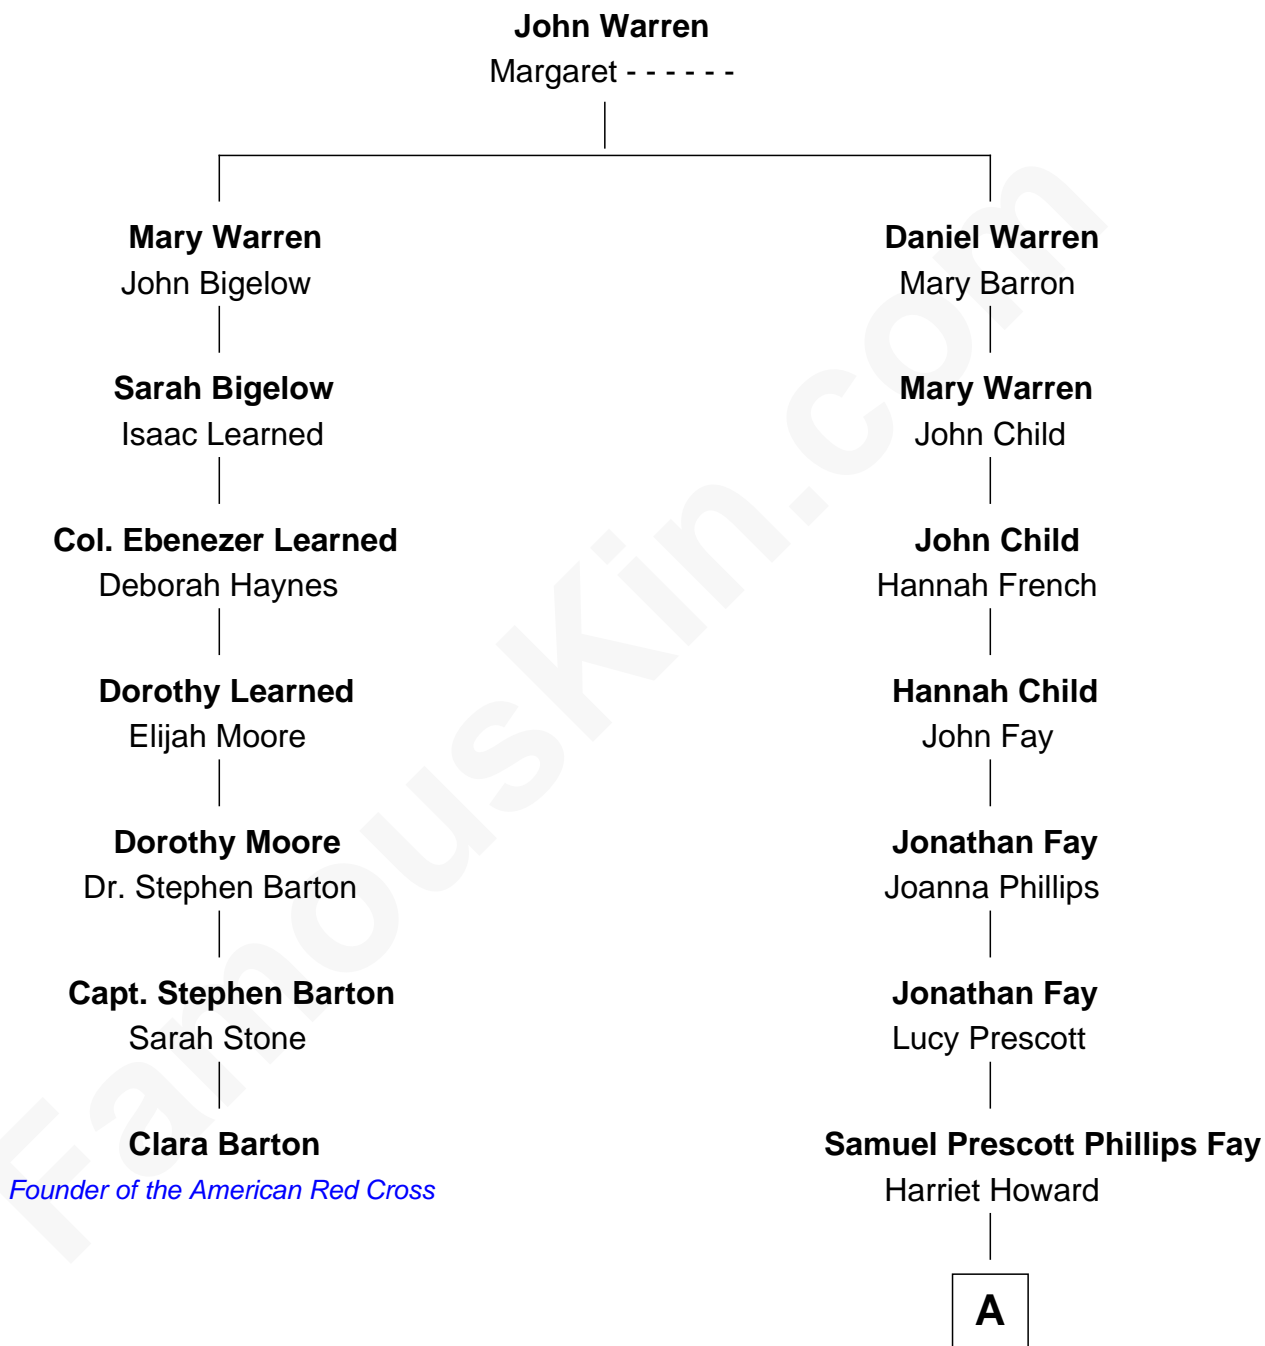 John Warren
Margaret - - - - - -
Mary Warren
John Bigelow
Sarah Bigelow
Isaac Learned
Col. Ebenezer Learned
Deborah Haynes
Dorothy Learned
Elijah Moore
Dorothy Moore
Dr. Stephen Barton
Capt. Stephen Barton
Sarah Stone
Clara Barton
Founder of the American Red Cross
Daniel Warren
Mary Barron
Mary Warren
John Child
John Child
Hannah French
Hannah Child
John Fay
Jonathan Fay
Joanna Phillips
Jonathan Fay
Lucy Prescott
Samuel Prescott Phillips Fay
Harriet Howard
A
FamousKin.com